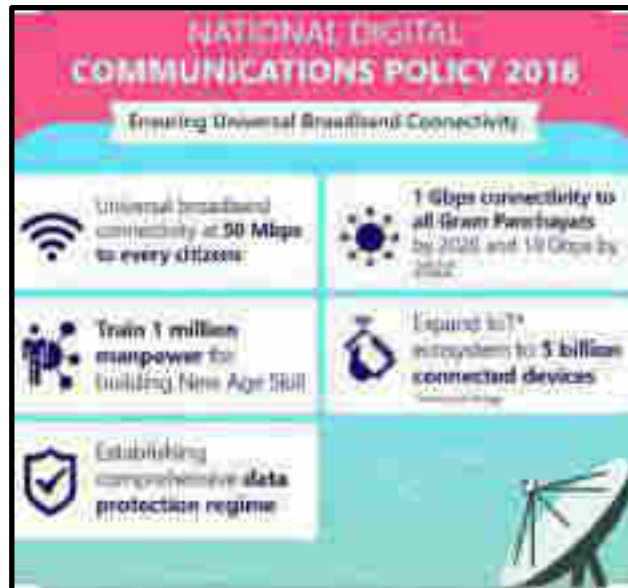 NATIONAL DIGITAL
COMMUNICATIONS POLICY 2018
Ensuring Universal Broadband Connectivity
Universal broadband
connectivity at 50 Mbps
to every citizen
1 Gbps connectivity to
all Gram Panchayats
by 2020 and 10 Gbps by
2022
Train 1 million
manpower for
building New Age Skill
Expand IoT*
ecosystem to 5 billion
connected devices
Establishing
comprehensive data
protection regime